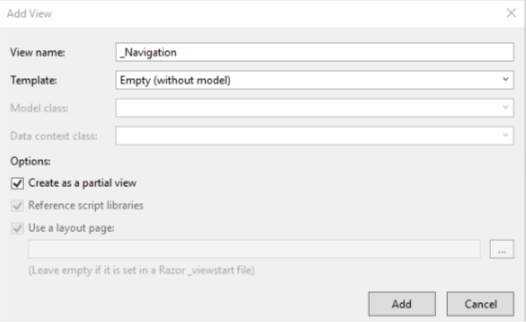 Add View
View name: _Navigation
Template: Empty (without model)
Model class:
Data context class:
Options:
Create as a partial view
Reference script libraries
Use a layout page:
...
(Leave empty if it is set in a Razor _viewstart file)
Add Cancel